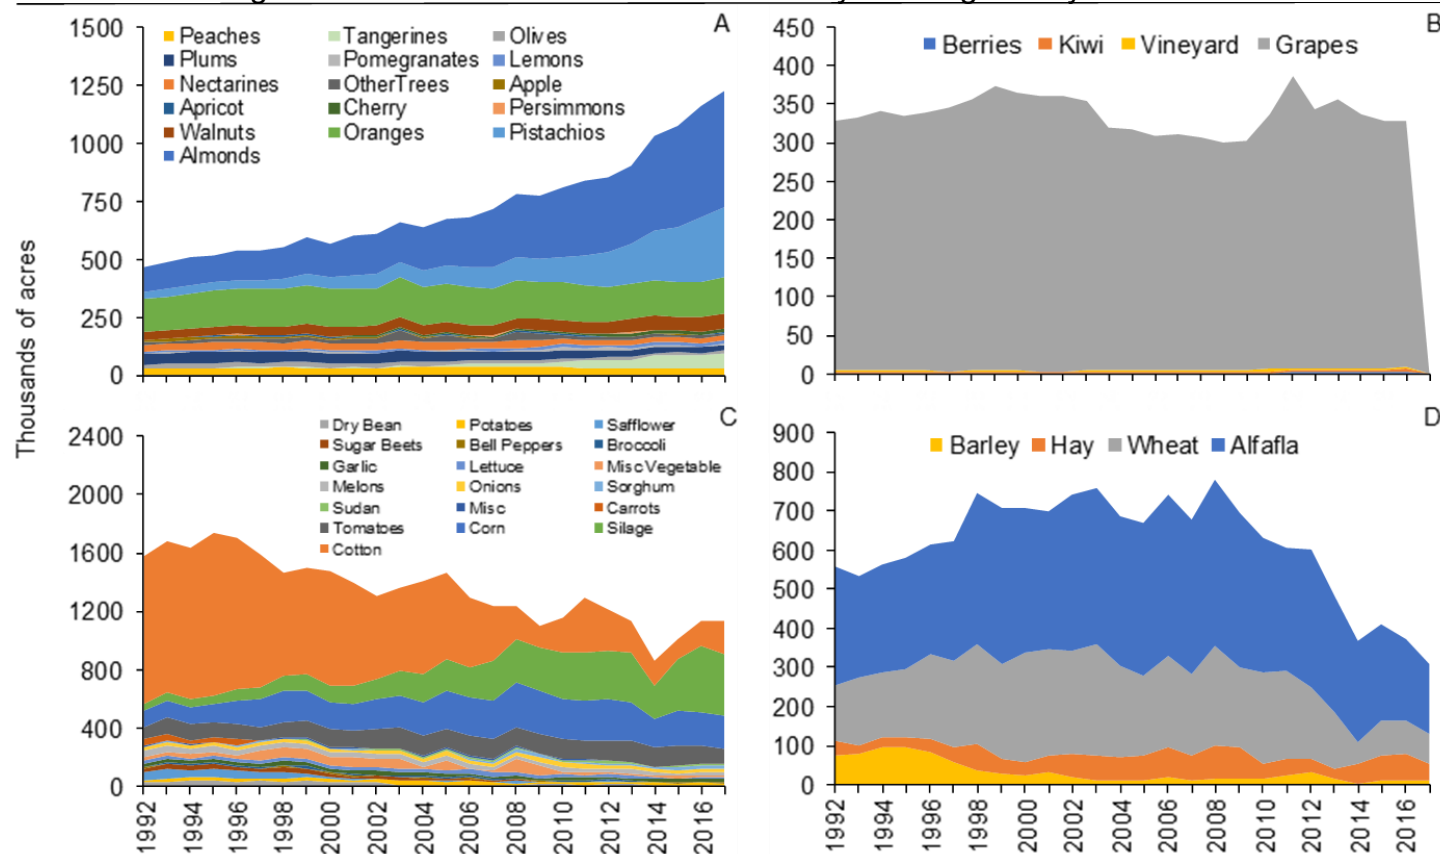 A
1500
1250
1000
750
500
250
0
Peaches Tangerines Olives
Plums Pomegranates Lemons
Nectarines OtherTrees Apple
Apricot Cherry Persimmons
Walnuts Oranges Pistachios
Almonds
B
450
400
350
300
250
200
150
100
50
0
Berries Kiwi Vineyard Grapes
Thousands of acres
C
2400
2000
1600
1200
800
400
0
Dry Bean Potatoes Safflower
Sugar Beets Bell Peppers Broccoli
Garlic Lettuce Misc Vegetable
Melons Onions Sorghum
Sudan Misc Carrots
Tomatoes Corn Silage
Cotton
1992 1994 1996 1998 2000 2002 2004 2006 2008 2010 2012 2014 2016
D
900
800
700
600
500
400
300
200
100
0
Barley Hay Wheat Alfafla
1992 1994 1996 1998 2000 2002 2004 2006 2008 2010 2012 2014 2016